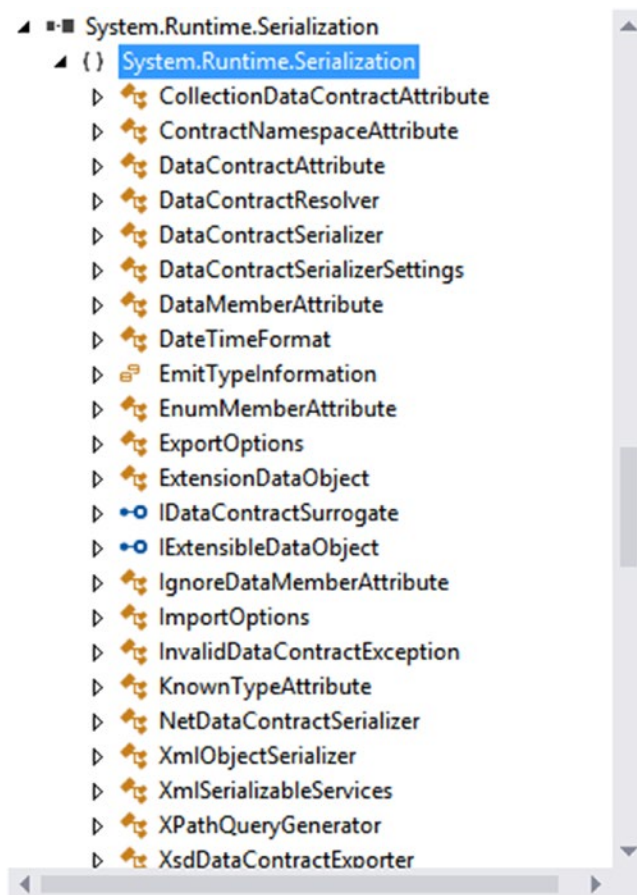 System.Runtime.Serialization
{ } System.Runtime.Serialization
CollectionDataContractAttribute
ContractNamespaceAttribute
DataContractAttribute
DataContractResolver
DataContractSerializer
DataContractSerializerSettings
DataMemberAttribute
DateTimeFormat
EmitTypeInformation
EnumMemberAttribute
ExportOptions
ExtensionDataObject
IDataContractSurrogate
IExtensibleDataObject
IgnoreDataMemberAttribute
ImportOptions
InvalidDataContractException
KnownTypeAttribute
NetDataContractSerializer
XmlObjectSerializer
XmlSerializableServices
XPathQueryGenerator
XsdDataContractExporter